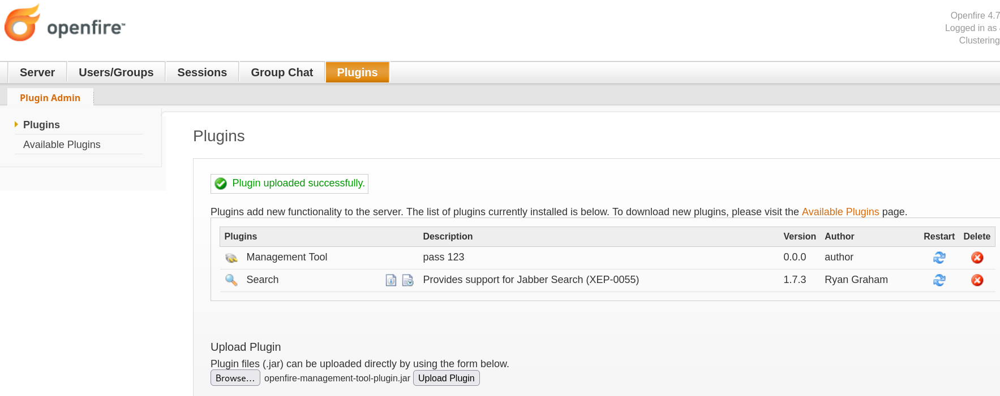 openfire™
Openfire 4.7
Logged in as
Clustering
Server Users/Groups Sessions Group Chat Plugins
Plugin Admin
Plugins
Available Plugins
Plugins
Plugin uploaded successfully.
Plugins add new functionality to the server. The list of plugins currently installed is below. To download new plugins, please visit the Available Plugins page.
Plugins Description Version Author Restart Delete
Management Tool pass 123 0.0.0 author
Search Provides support for Jabber Search (XEP-0055) 1.7.3 Ryan Graham
Upload Plugin
Plugin files (.jar) can be uploaded directly by using the form below.
Browse... openfire-management-tool-plugin.jar Upload Plugin